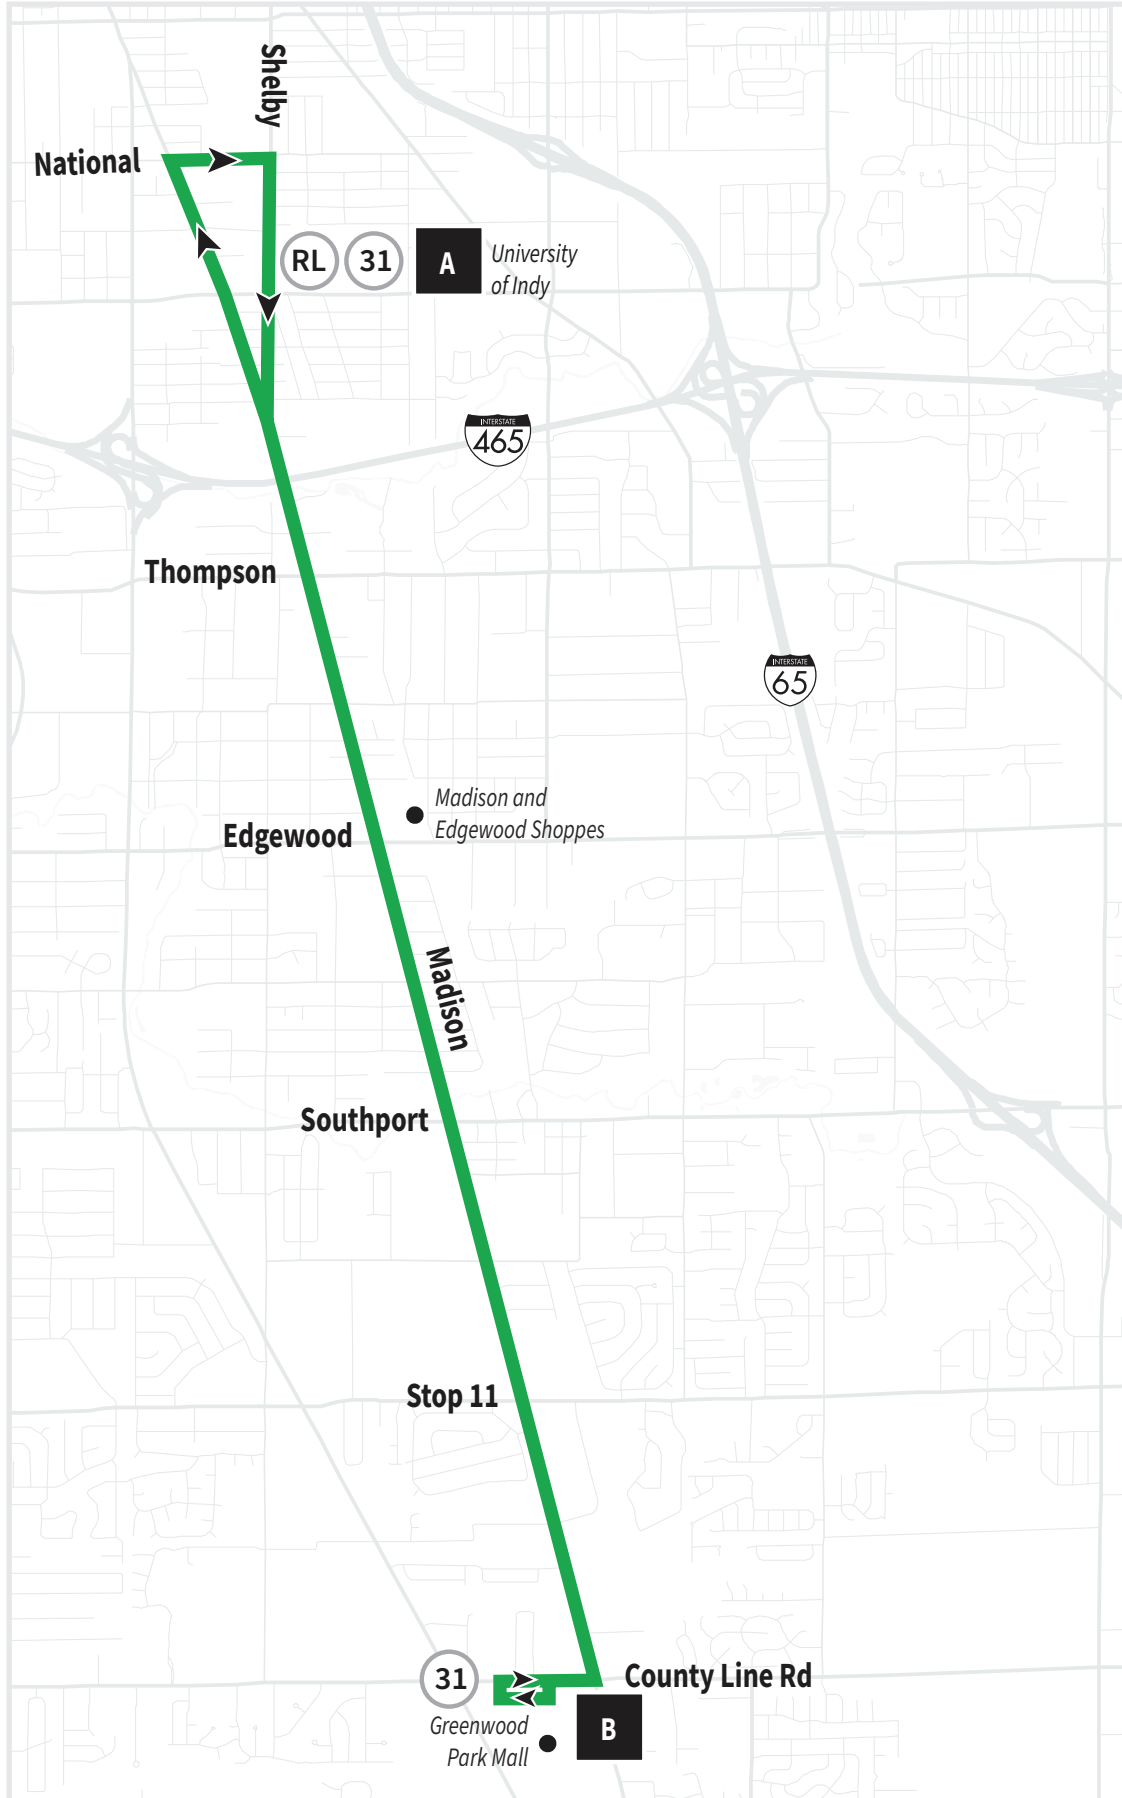 Shelby
National
RL
31
A
University
of Indy
INTERSTATE
465
Thompson
INTERSTATE
65
Madison and
Edgewood Shoppes
Edgewood
Madison
Southport
Stop 11
31
County Line Rd
B
Greenwood
Park Mall